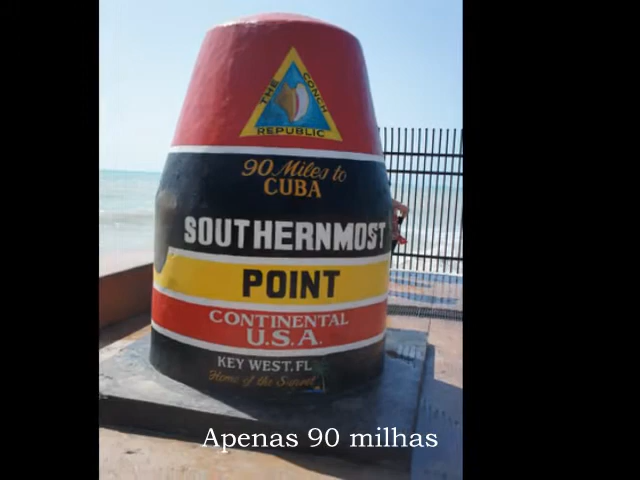 THE CONCH
REPUBLIC
90 Miles to
CUBA
SOUTHERNMOST
POINT
CONTINENTAL
U.S.A.
KEY WEST, FL
Home of the Sunset
Apenas 90 milhas